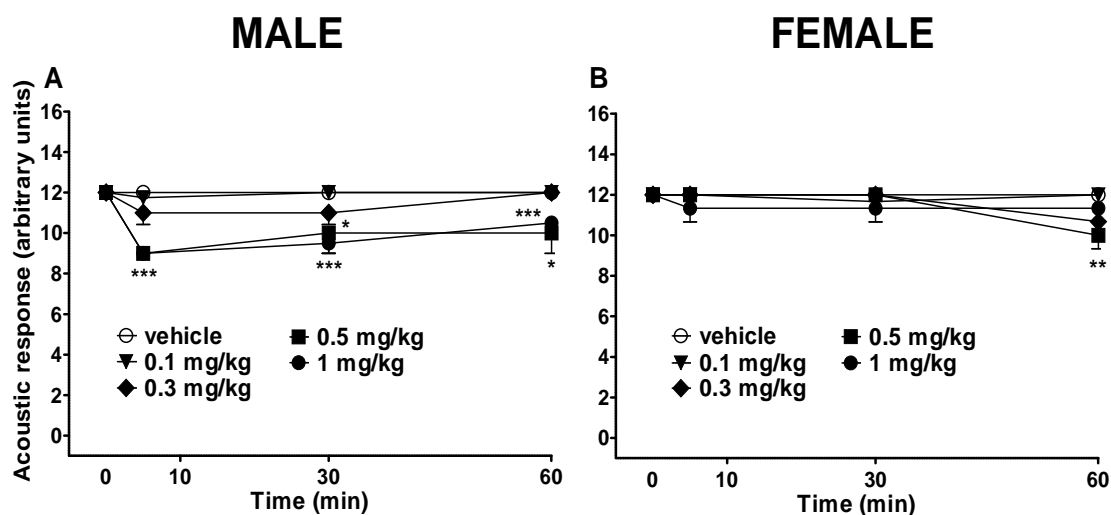 MALE
FEMALE
A
B
Acoustic response (arbitrary units)
16
14
12
10
8
6
4
2
0
***
*
***
***
*
vehicle
0.1 mg/kg
0.3 mg/kg
0.5 mg/kg
1 mg/kg
0 10 30 60
Time (min)
16
14
12
10
8
6
4
2
0
**
vehicle
0.1 mg/kg
0.3 mg/kg
0.5 mg/kg
1 mg/kg
0 10 30 60
Time (min)